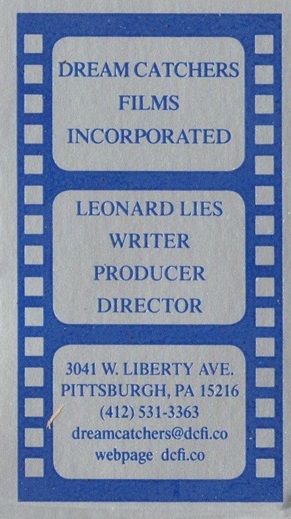 DREAM CATCHERS
FILMS
INCORPORATED
LEONARD LIES
WRITER
PRODUCER
DIRECTOR
3041 W. LIBERTY AVE.
PITTSBURGH, PA 15216
(412) 531-3363
dreamcatchers@dcfi.co
webpage dcfi.co